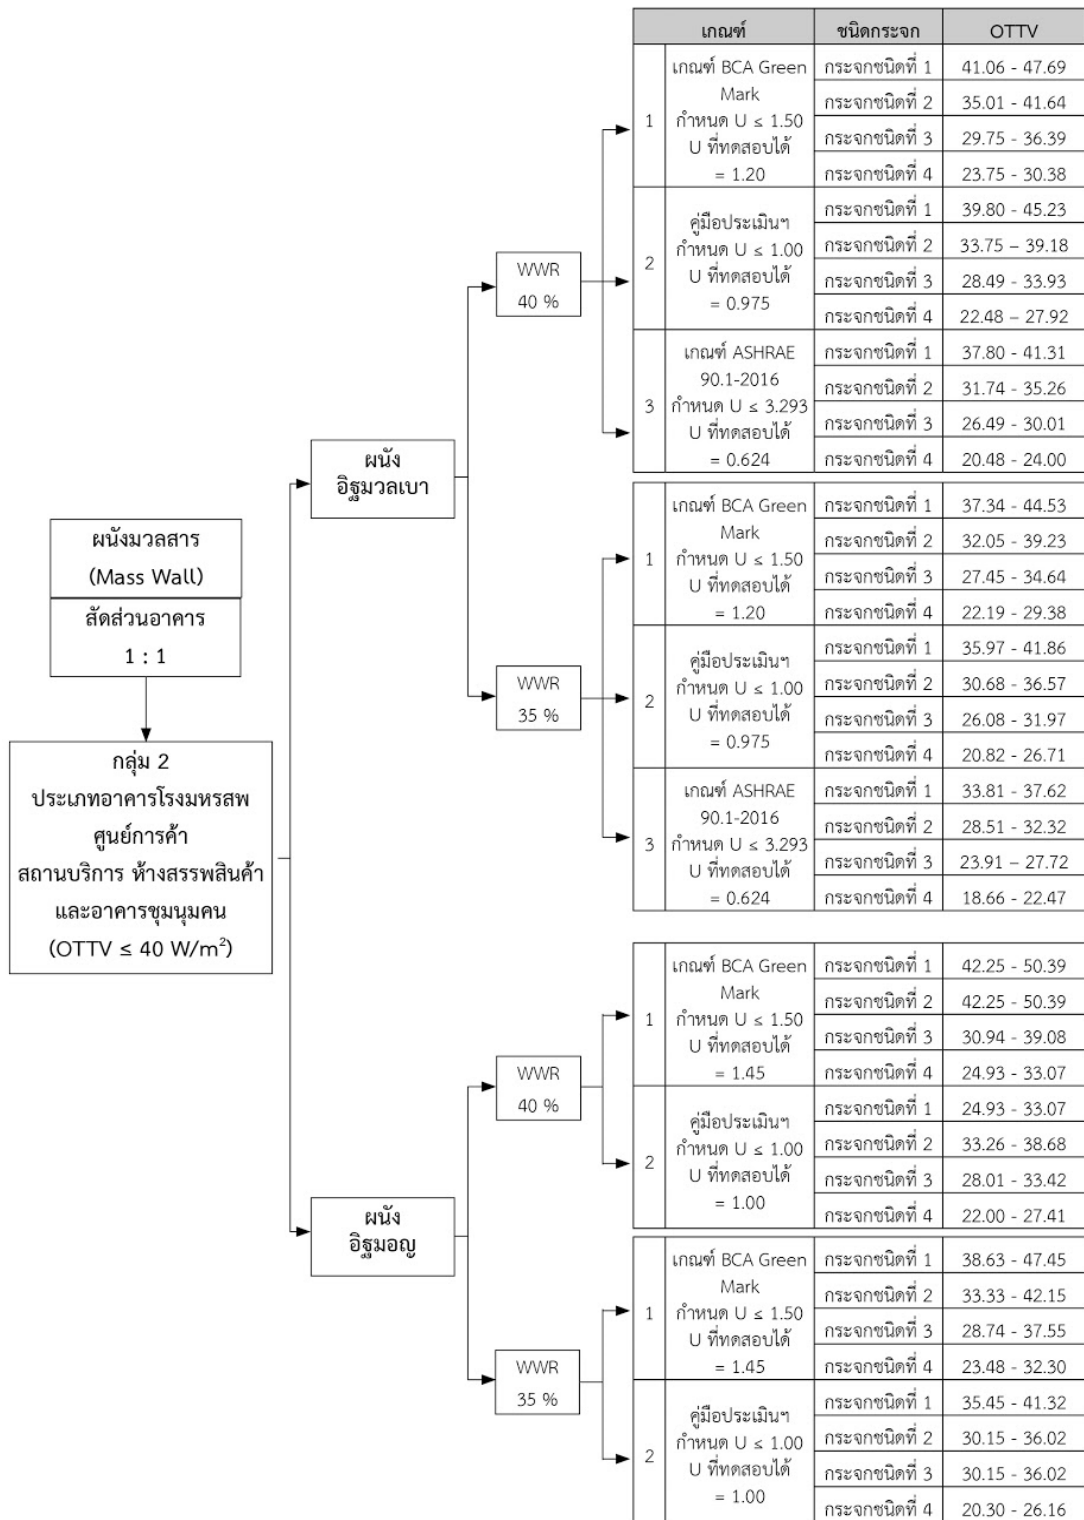 ผนังมวลสาร
(Mass Wall)
สัดส่วนอาคาร
1 : 1
กลุ่ม 2
ประเภทอาคารโรงมหรสพ
ศูนย์การค้า
สถานบริการ ห้างสรรพสินค้า
และอาคารชุมนุมคน
(OTTV ≤ 40 W/m²)
ผนัง
อิฐมวลเบา
WWR
40 %
เกณฑ์ ชนิดกระจก OTTV
1
เกณฑ์ BCA Green
Mark
กำหนด U ≤ 1.50
U ที่ทดสอบได้
= 1.20
กระจกชนิดที่ 1 41.06 - 47.69
กระจกชนิดที่ 2 35.01 - 41.64
กระจกชนิดที่ 3 29.75 - 36.39
กระจกชนิดที่ 4 23.75 - 30.38
2
คู่มือประเมินฯ
กำหนด U ≤ 1.00
U ที่ทดสอบได้
= 0.975
กระจกชนิดที่ 1 39.80 - 45.23
กระจกชนิดที่ 2 33.75 – 39.18
กระจกชนิดที่ 3 28.49 - 33.93
กระจกชนิดที่ 4 22.48 – 27.92
3
เกณฑ์ ASHRAE
90.1-2016
กำหนด U ≤ 3.293
U ที่ทดสอบได้
= 0.624
กระจกชนิดที่ 1 37.80 - 41.31
กระจกชนิดที่ 2 31.74 - 35.26
กระจกชนิดที่ 3 26.49 - 30.01
กระจกชนิดที่ 4 20.48 - 24.00
WWR
35 %
1
เกณฑ์ BCA Green
Mark
กำหนด U ≤ 1.50
U ที่ทดสอบได้
= 1.20
กระจกชนิดที่ 1 37.34 - 44.53
กระจกชนิดที่ 2 32.05 - 39.23
กระจกชนิดที่ 3 27.45 - 34.64
กระจกชนิดที่ 4 22.19 - 29.38
2
คู่มือประเมินฯ
กำหนด U ≤ 1.00
U ที่ทดสอบได้
= 0.975
กระจกชนิดที่ 1 35.97 - 41.86
กระจกชนิดที่ 2 30.68 - 36.57
กระจกชนิดที่ 3 26.08 - 31.97
กระจกชนิดที่ 4 20.82 - 26.71
3
เกณฑ์ ASHRAE
90.1-2016
กำหนด U ≤ 3.293
U ที่ทดสอบได้
= 0.624
กระจกชนิดที่ 1 33.81 - 37.62
กระจกชนิดที่ 2 28.51 - 32.32
กระจกชนิดที่ 3 23.91 – 27.72
กระจกชนิดที่ 4 18.66 - 22.47
ผนัง
อิฐมอญ
WWR
40 %
1
เกณฑ์ BCA Green
Mark
กำหนด U ≤ 1.50
U ที่ทดสอบได้
= 1.45
กระจกชนิดที่ 1 42.25 - 50.39
กระจกชนิดที่ 2 42.25 - 50.39
กระจกชนิดที่ 3 30.94 - 39.08
กระจกชนิดที่ 4 24.93 - 33.07
2
คู่มือประเมินฯ
กำหนด U ≤ 1.00
U ที่ทดสอบได้
= 1.00
กระจกชนิดที่ 1 24.93 - 33.07
กระจกชนิดที่ 2 33.26 - 38.68
กระจกชนิดที่ 3 28.01 - 33.42
กระจกชนิดที่ 4 22.00 - 27.41
WWR
35 %
1
เกณฑ์ BCA Green
Mark
กำหนด U ≤ 1.50
U ที่ทดสอบได้
= 1.45
กระจกชนิดที่ 1 38.63 - 47.45
กระจกชนิดที่ 2 33.33 - 42.15
กระจกชนิดที่ 3 28.74 - 37.55
กระจกชนิดที่ 4 23.48 - 32.30
2
คู่มือประเมินฯ
กำหนด U ≤ 1.00
U ที่ทดสอบได้
= 1.00
กระจกชนิดที่ 1 35.45 - 41.32
กระจกชนิดที่ 2 30.15 - 36.02
กระจกชนิดที่ 3 30.15 - 36.02
กระจกชนิดที่ 4 20.30 - 26.16